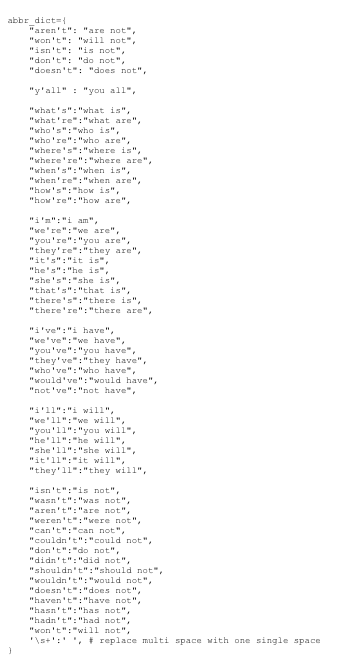 abbr_dict={
"aren't": "are not",
"won't": "will not",
"isn't": "is not",
"don't": "do not",
"doesn't": "does not",
"y'all" : "you all",
"what's":"what is",
"what're":"what are",
"who's":"who is",
"who're":"who are",
"where's":"where is",
"where're":"where are",
"when's":"when is",
"when're":"when are",
"how's":"how is",
"how're":"how are",
"i'm":"i am",
"we're":"we are",
"you're":"you are",
"they're":"they are",
"it's":"it is",
"he's":"he is",
"she's":"she is",
"that's":"that is",
"there's":"there is",
"there're":"there are",
"i've":"i have",
"we've":"we have",
"you've":"you have",
"they've":"they have",
"who've":"who have",
"would've":"would have",
"not've":"not have",
"i'll":"i will",
"we'll":"we will",
"you'll":"you will",
"he'll":"he will",
"she'll":"she will",
"it'll":"it will",
"they'll":"they will",
"isn't":"is not",
"wasn't":"was not",
"aren't":"are not",
"weren't":"were not",
"can't":"can not",
"couldn't":"could not",
"don't":"do not",
"didn't":"did not",
"shouldn't":"should not",
"wouldn't":"would not",
"doesn't":"does not",
"haven't":"have not",
"hasn't":"has not",
"hadn't":"had not",
"won't":"will not",
'\s+':' ', # replace multi space with one single space
}